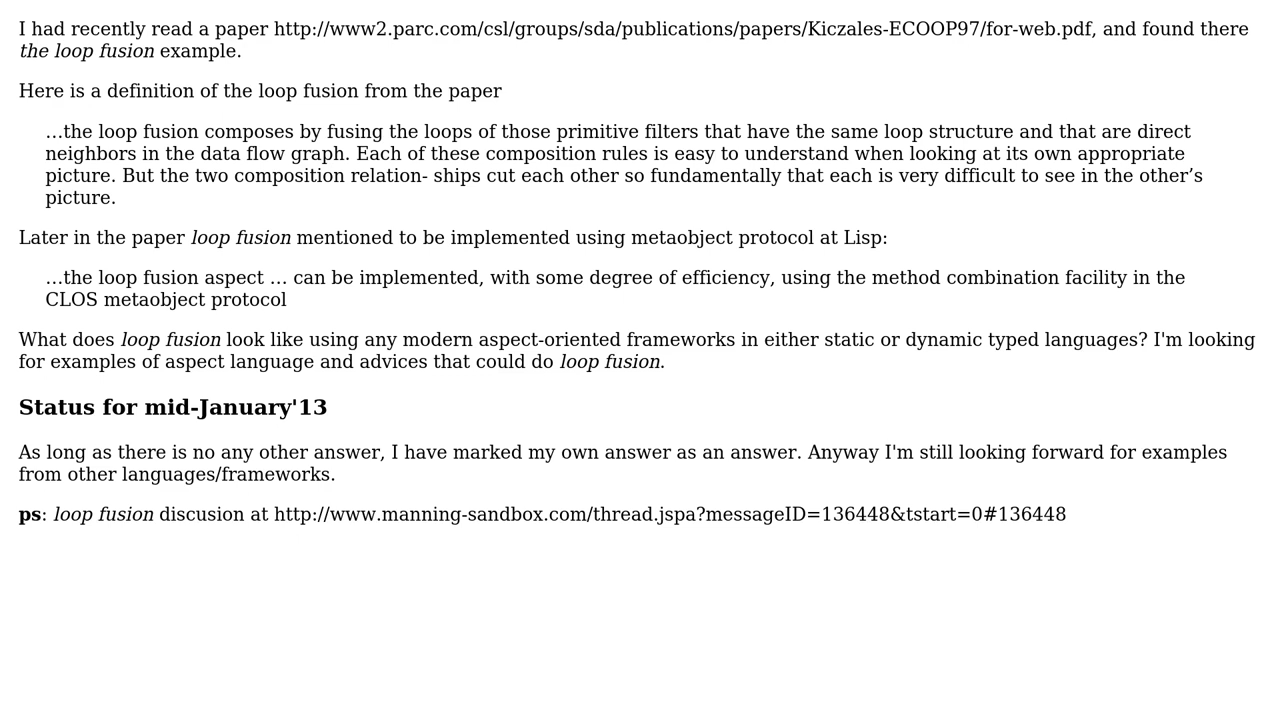 I had recently read a paper http://www2.parc.com/csl/groups/sda/publications/papers/Kiczales-ECOOP97/for-web.pdf, and found there
the loop fusion example.
Here is a definition of the loop fusion from the paper
…the loop fusion composes by fusing the loops of those primitive filters that have the same loop structure and that are direct
neighbors in the data flow graph. Each of these composition rules is easy to understand when looking at its own appropriate
picture. But the two composition relation- ships cut each other so fundamentally that each is very difficult to see in the other’s
picture.
Later in the paper loop fusion mentioned to be implemented using metaobject protocol at Lisp:
…the loop fusion aspect … can be implemented, with some degree of efficiency, using the method combination facility in the
CLOS metaobject protocol
What does loop fusion look like using any modern aspect-oriented frameworks in either static or dynamic typed languages? I'm looking
for examples of aspect language and advices that could do loop fusion.
Status for mid-January'13
As long as there is no any other answer, I have marked my own answer as an answer. Anyway I'm still looking forward for examples
from other languages/frameworks.
ps: loop fusion discusion at http://www.manning-sandbox.com/thread.jspa?messageID=136448&tstart=0#136448